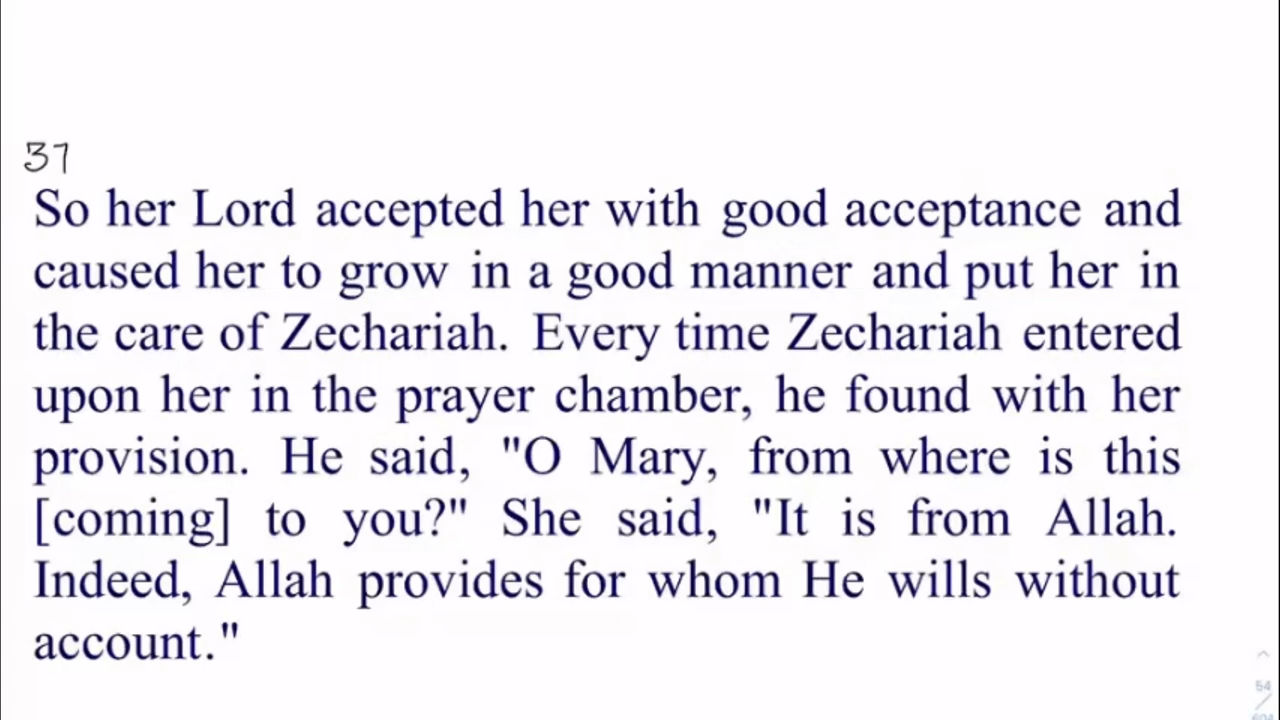 37
So her Lord accepted her with good acceptance and
caused her to grow in a good manner and put her in
the care of Zechariah. Every time Zechariah entered
upon her in the prayer chamber, he found with her
provision. He said, "O Mary, from where is this
[coming] to you?" She said, "It is from Allah.
Indeed, Allah provides for whom He wills without
account."
54